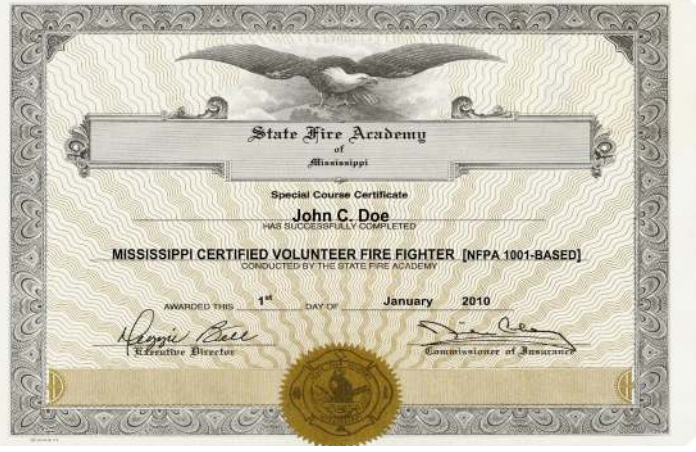 State Fire Academy
of
Mississippi
Special Course Certificate
John C. Doe
HAS SUCCESSFULLY COMPLETED
MISSISSIPPI CERTIFIED VOLUNTEER FIRE FIGHTER [NFPA 1001-BASED]
CONDUCTED BY THE STATE FIRE ACADEMY
AWARDED THIS 1st DAY OF January 2010
Executive Director Commissioner of Insurance